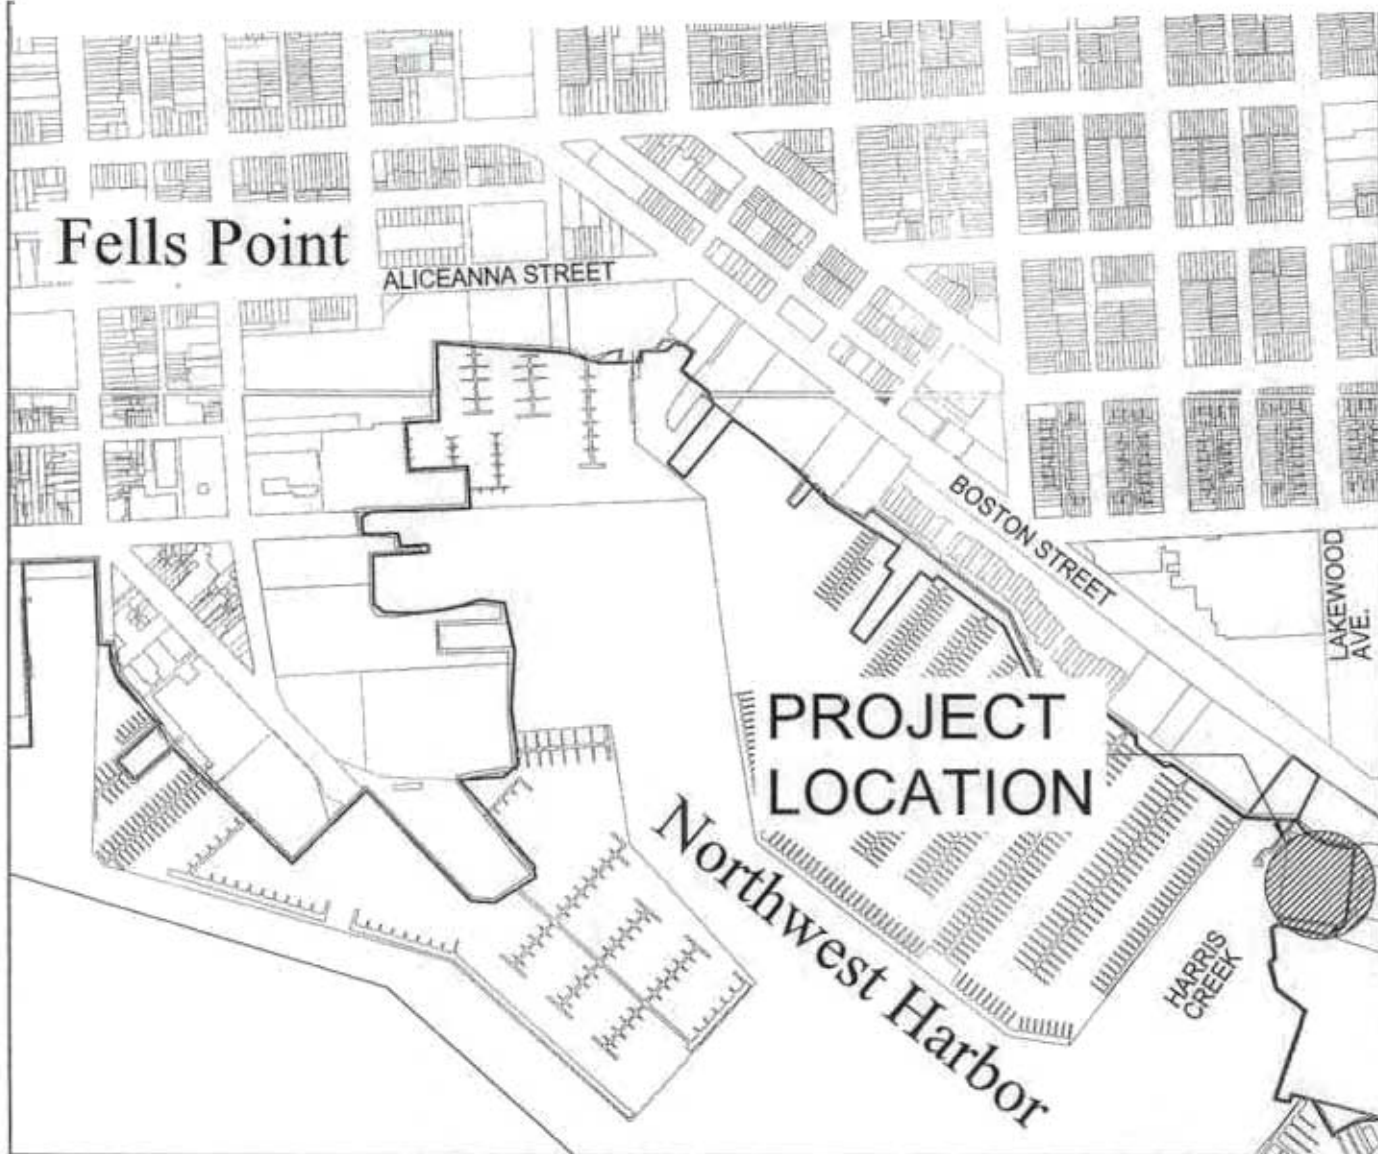 Fells Point
ALICEANNA STREET
BOSTON STREET
LAKEWOOD
AVE.
PROJECT
LOCATION
Northwest Harbor
HARRIS
CREEK